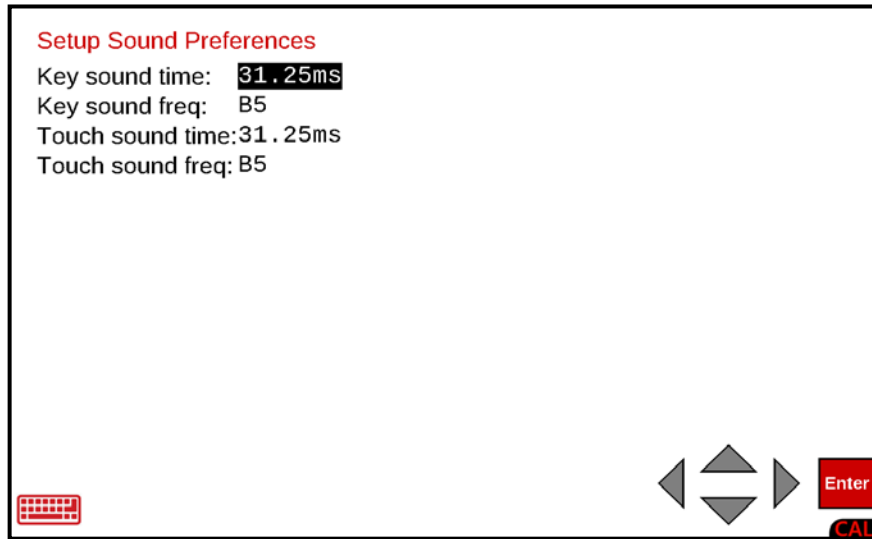 Setup Sound Preferences
Key sound time: 31.25ms
Key sound freq: B5
Touch sound time:31.25ms
Touch sound freq: B5
Enter
CAL